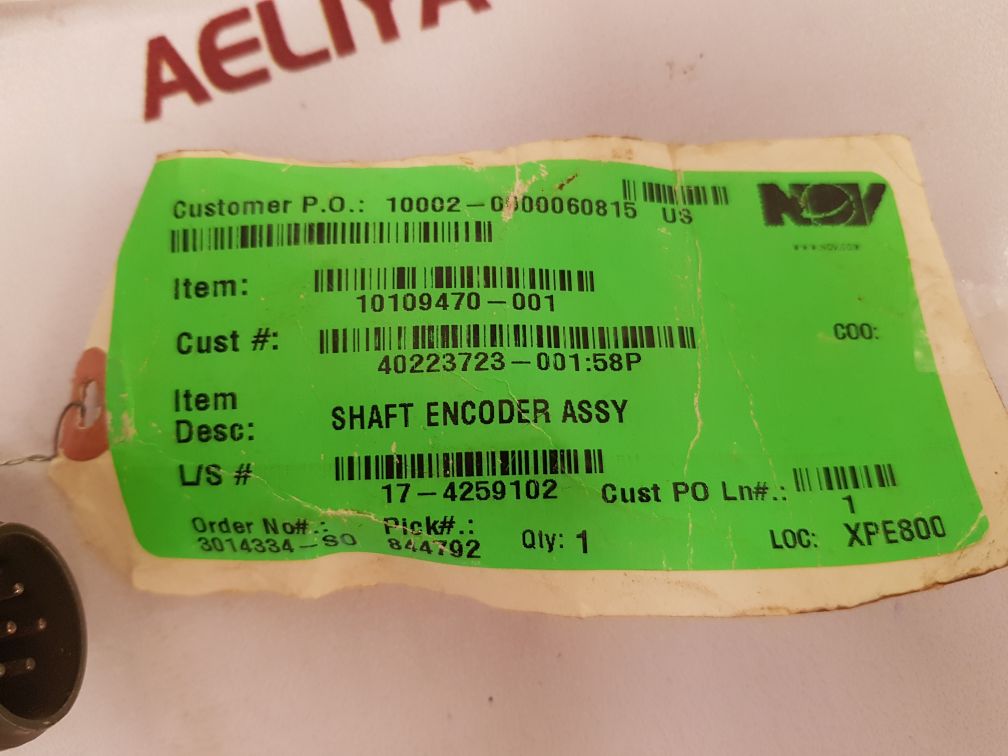 AELIYA
Customer P.O.: 10002-0000060815 US
NOV
Item:
10109470-001
Cust #:
40223723-001:58P
COO:
Item
Desc: SHAFT ENCODER ASSY
L/S #
17-4259102
Cust PO Ln#.:
1
Order No#.: Pick#.:
3014334-SO 844792 Qty: 1 LOC: XPE800